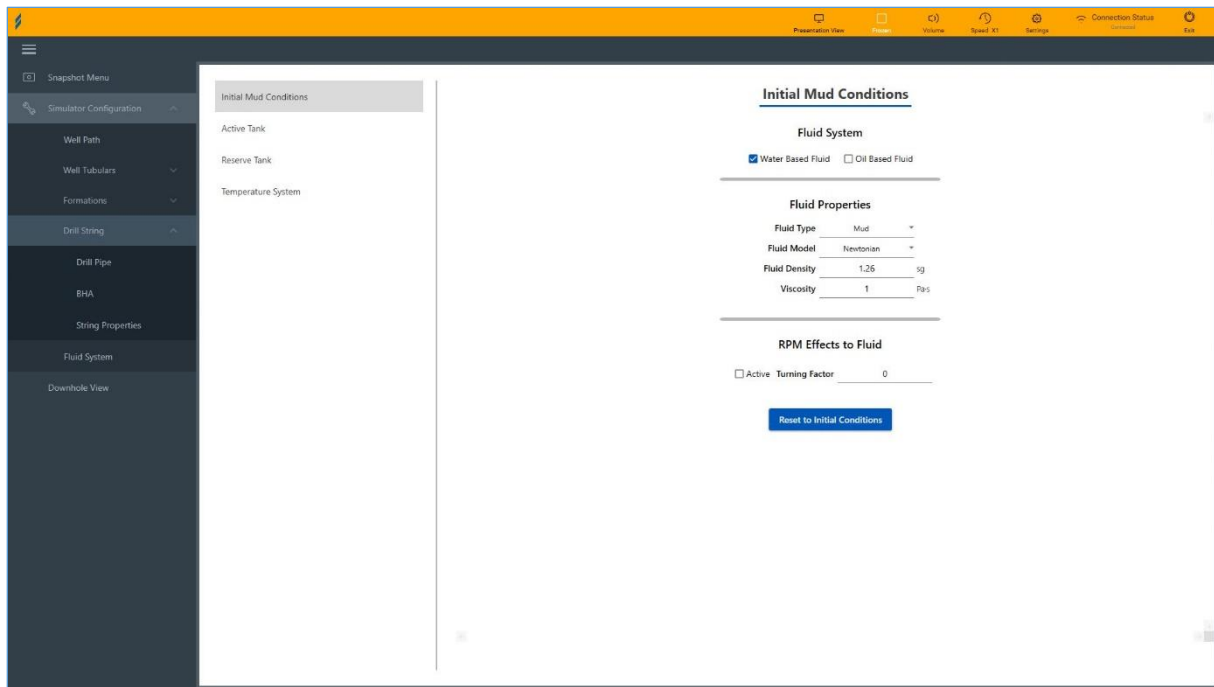 Presentation View
Frozen
Volume
Speed X1
Settings
Connection Status
Connected
Exit
Snapshot Menu
Simulator Configuration
Well Path
Well Tubulars
Formations
Drill String
Drill Pipe
BHA
String Properties
Fluid System
Downhole View
Initial Mud Conditions
Active Tank
Reserve Tank
Temperature System
Initial Mud Conditions
Fluid System
Water Based Fluid Oil Based Fluid
Fluid Properties
Fluid Type Mud
Fluid Model Newtonian
Fluid Density 1.26 sg
Viscosity 1 Pa·s
RPM Effects to Fluid
Active Turning Factor 0
Reset to Initial Conditions